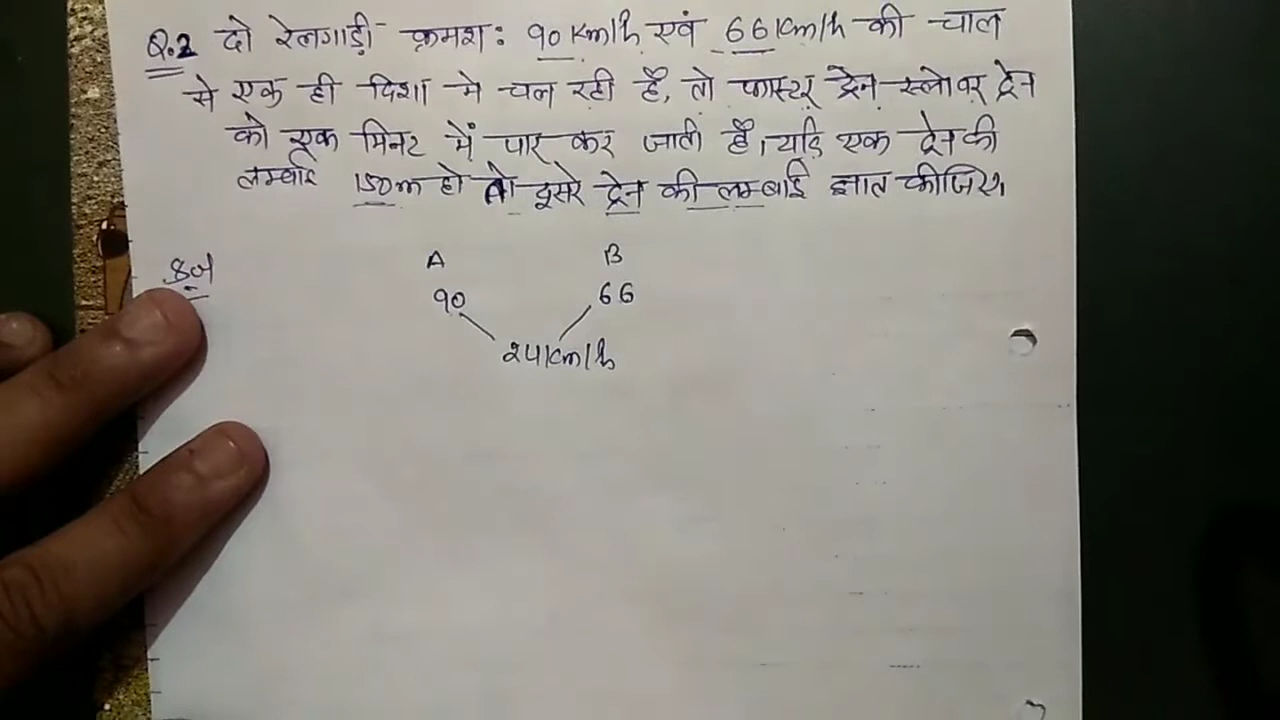 Q.2 दो रेलगाड़ी क्रमश: 90 Km/h एवं 66 Km/h की चाल
से एक ही दिशा मे चल रही है, तो फास्टर ट्रेन स्लोवर ट्रेन
को एक मिनट में पार कर जाती है। यदि एक ट्रेन की
लम्बाई 150m हो तो दूसरे ट्रेन की लम्बाई ज्ञात कीजिए।
Sol
A B
90 66
24 Km/h